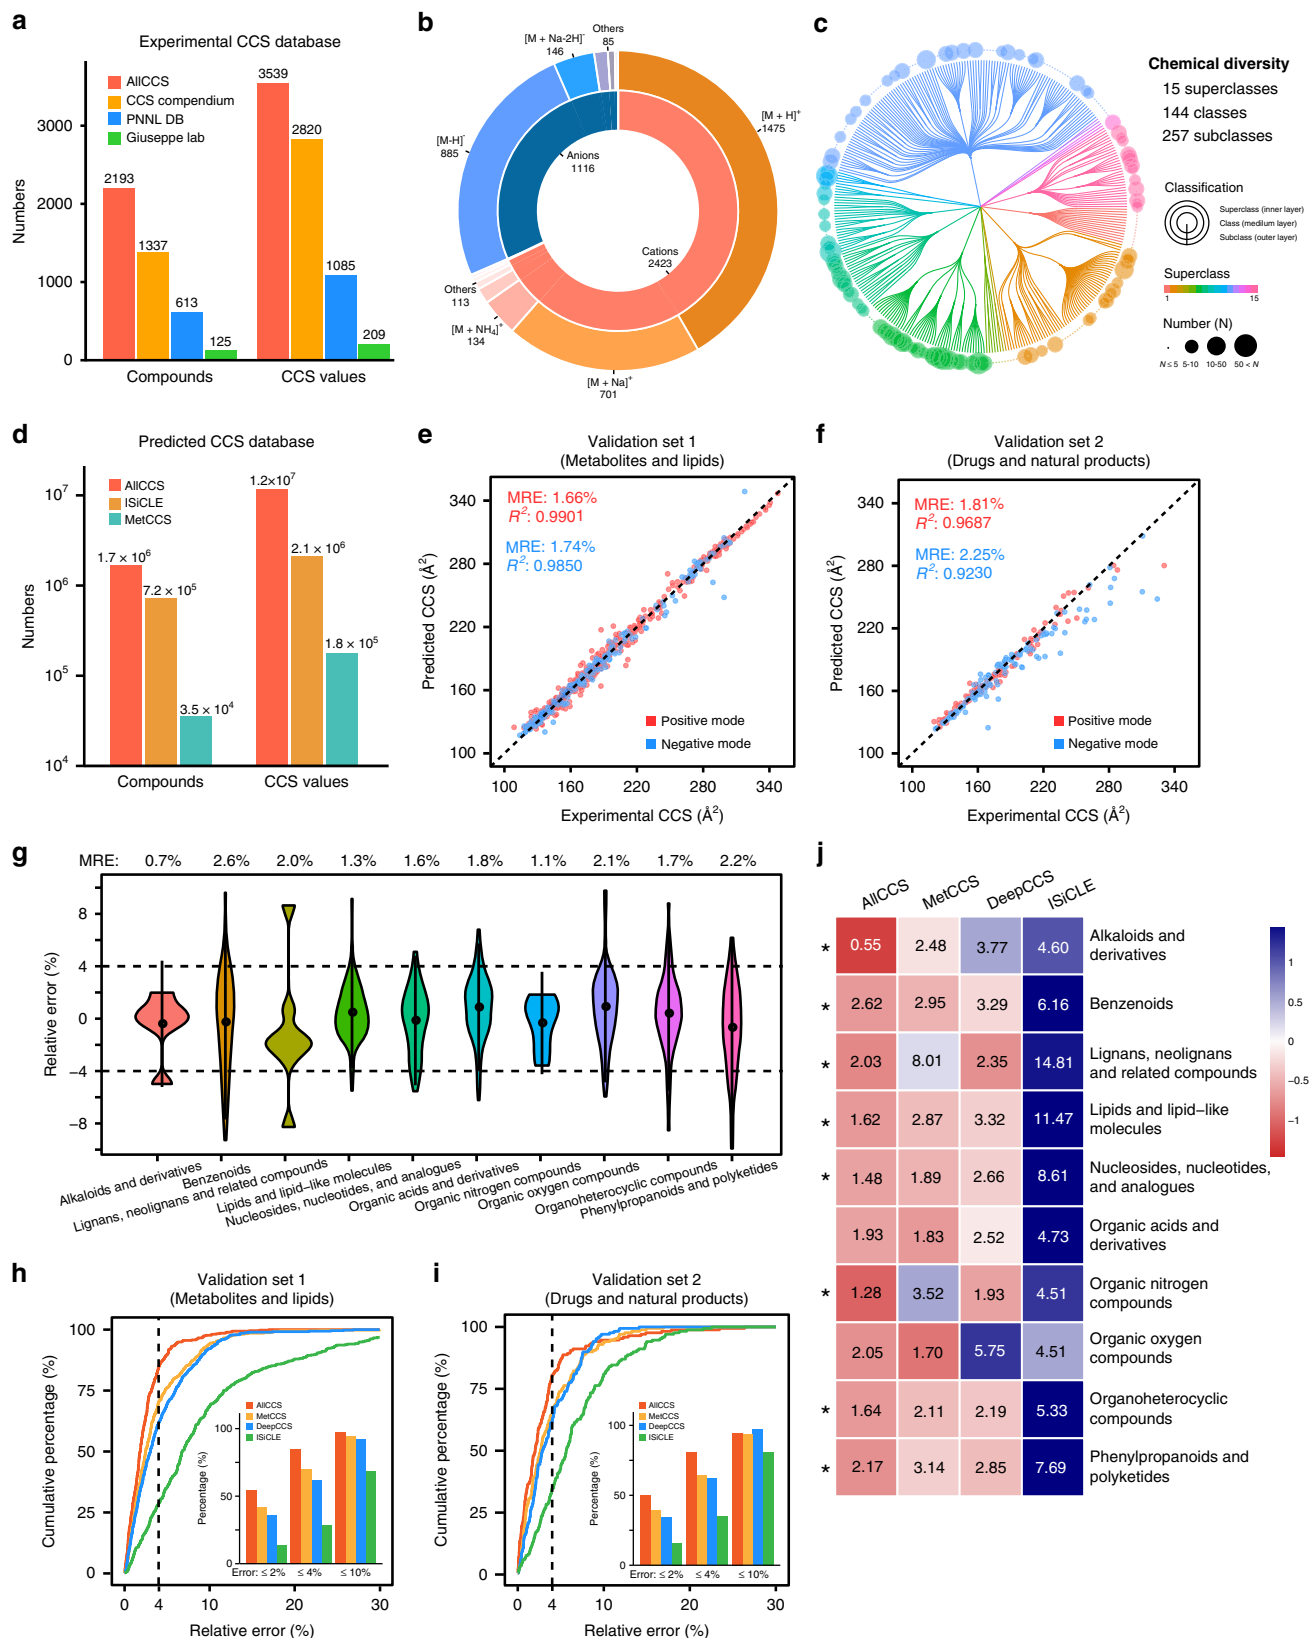 a
Experimental CCS database
AllCCS
CCS compendium
PNNL DB
Giuseppe lab
Numbers
3000
2000
1000
0
2193
1337
613
125
3539
2820
1085
209
Compounds
CCS values
b
[M + Na-2H]-
146
Others
85
[M + H]+
1475
[M-H]-
885
Anions
1116
Cations
2423
Others
113
[M + NH4]+
134
[M + Na]+
701
c
Chemical diversity
15 superclasses
144 classes
257 subclasses
Classification
Superclass (inner layer)
Class (medilum layer)
Subclass (outer layer)
Superclass
1 15
Number (N)
N ≤ 5 5-10 10-50 50 < N
d
Predicted CCS database
AllCCS
ISiCLE
MetCCS
Numbers
10^7
10^6
10^5
10^4
1.7 × 10^6
7.2 × 10^5
3.5 × 10^4
1.2×10^7
2.1 × 10^6
1.8 × 10^5
Compounds
CCS values
e
Validation set 1
(Metabolites and lipids)
MRE: 1.66%
R²: 0.9901
MRE: 1.74%
R²: 0.9850
Predicted CCS (Å²)
340
280
220
160
100
Positive mode
Negative mode
100 160 220 280 340
Experimental CCS (Å²)
f
Validation set 2
(Drugs and natural products)
MRE: 1.81%
R²: 0.9687
MRE: 2.25%
R²: 0.9230
Predicted CCS (Å²)
340
280
220
160
100
Positive mode
Negative mode
100 160 220 280 340
Experimental CCS (Å²)
g
MRE: 0.7% 2.6% 2.0% 1.3% 1.6% 1.8% 1.1% 2.1% 1.7% 2.2%
Relative error (%)
8
4
0
−4
−8
Alkaloids and derivatives
Benzenoids
Lignans, neolignans and related compounds
Lipids and lipid−like molecules
Nucleosides, nucleotides, and analogues
Organic acids and derivatives
Organic nitrogen compounds
Organic oxygen compounds
Organoheterocyclic compounds
Phenylpropanoids and polyketides
h
Validation set 1
(Metabolites and lipids)
Cumulative percentage (%)
100
75
50
25
0
AllCCS
MetCCS
DeepCCS
ISiCLE
Percentage (%)
100
50
0
Error: ≤ 2% ≤ 4% ≤ 10%
0 4 10 20 30
Relative error (%)
i
Validation set 2
(Drugs and natural products)
Cumulative percentage (%)
100
75
50
25
0
AllCCS
MetCCS
DeepCCS
ISiCLE
Percentage (%)
100
50
0
Error: ≤ 2% ≤ 4% ≤ 10%
0 4 10 20 30
Relative error (%)
j
AllCCS MetCCS DeepCCS ISiCLE
* 0.55 2.48 3.77 4.60 Alkaloids and
derivatives
* 2.62 2.95 3.29 6.16 Benzenoids
* 2.03 8.01 2.35 14.81 Lignans, neolignans
and related compounds
* 1.62 2.87 3.32 11.47 Lipids and lipid−like
molecules
* 1.48 1.89 2.66 8.61 Nucleosides, nucleotides,
and analogues
1.93 1.83 2.52 4.73 Organic acids and
derivatives
* 1.28 3.52 1.93 4.51 Organic nitrogen
compounds
2.05 1.70 5.75 4.51 Organic oxygen
compounds
* 1.64 2.11 2.19 5.33 Organoheterocyclic
compounds
* 2.17 3.14 2.85 7.69 Phenylpropanoids and
polyketides
1
0.5
0
−0.5
−1